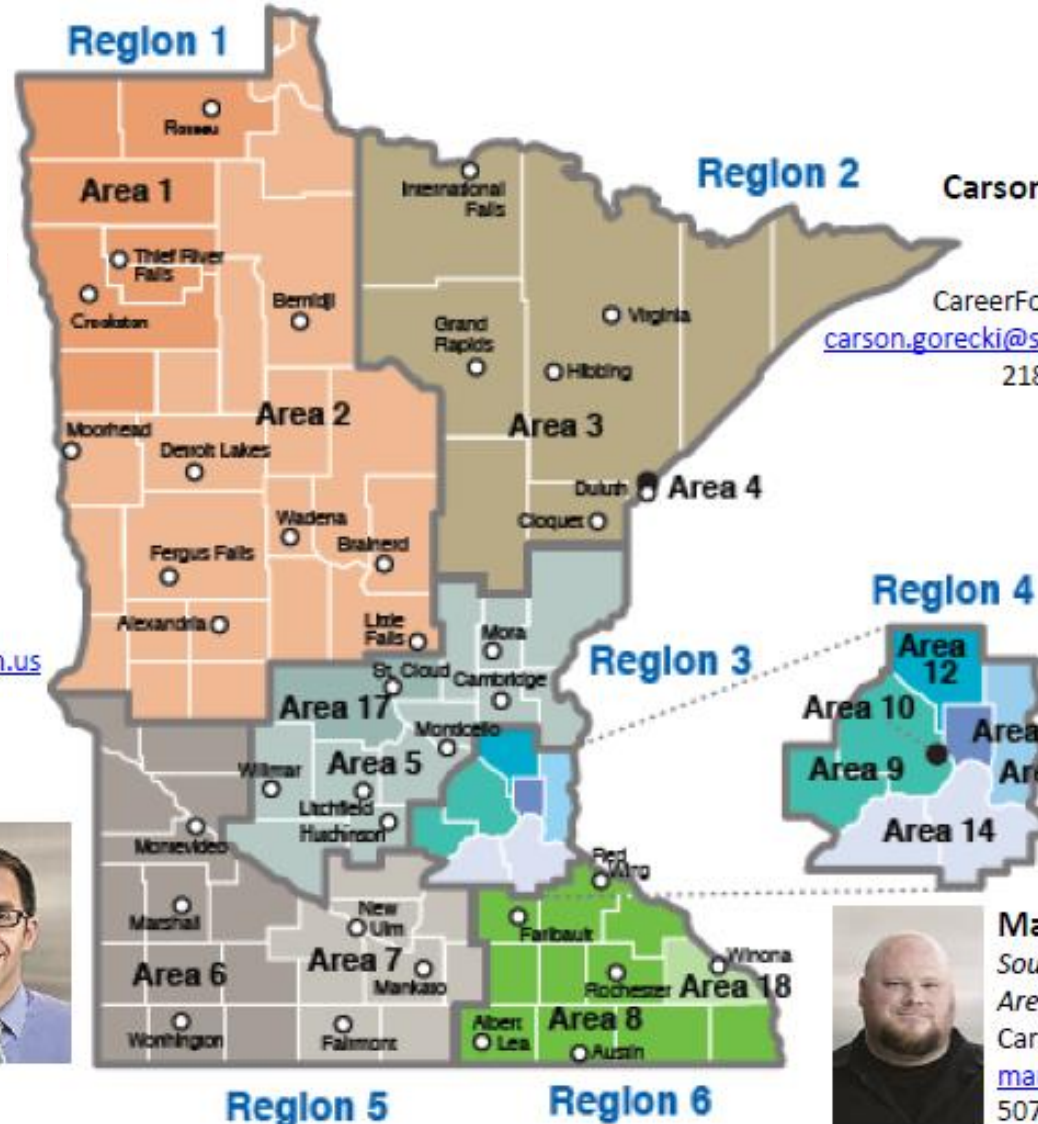 Region 1
Roseau
Area 1
International
Falls
Region 2
Carson
Thief River
Falls
Crookston
Bemidji
CareerFo
carson.gorecki@s
218
Grand
Rapids
Virginia
Hibbing
Area 2
Area 3
Moorhead
Detroit Lakes
Duluth
Area 4
Wadena
Cloquet
Fergus Falls
Brainerd
Region 4
Alexandria
Little
Falls
Mora
n.us
St. Cloud
Cambridge
Region 3
Area
12
Area 17
Monticello
Area 10
Area
Willmar
Area 5
Area 9
Are
Litchfield
Hutchinson
Area 14
Montevideo
Red
Wing
Marshall
New
Ulm
Faribault
Ma
Sou
Winona
Area 6
Area 7
Mankato
Rochester
Area 18
Are
Car
Worthington
Fairmont
Albert
Lea
Area 8
Austin
mar
507
Region 5
Region 6